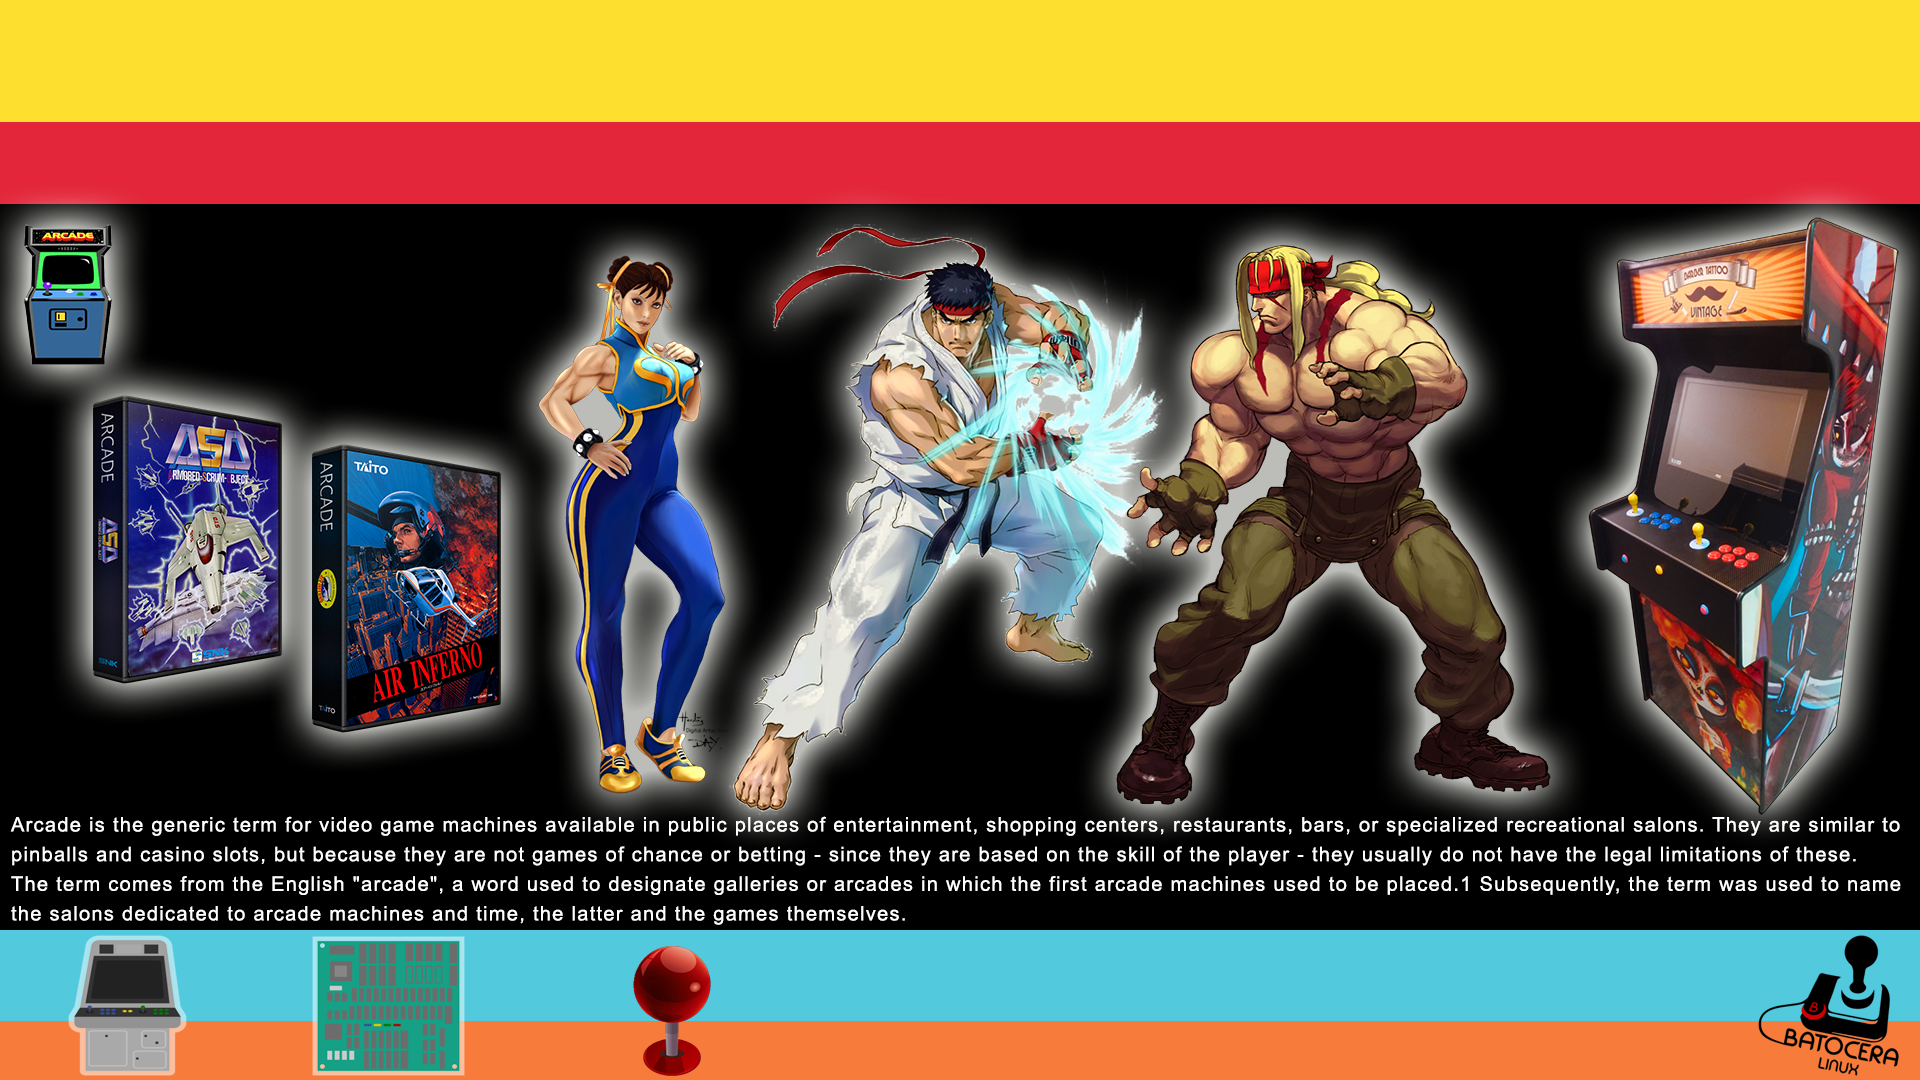 ARCADE
BARBER TATTOO
VINTAGE
ARCADE
ASO
ARMORED-SCRUM-OBJECT
ASO
SNK
SNK
ARCADE
TAITO
AIR INFERNO
TAITO
Digital Artist
Arcade is the generic term for video game machines available in public places of entertainment, shopping centers, restaurants, bars, or specialized recreational salons. They are similar to
pinballs and casino slots, but because they are not games of chance or betting - since they are based on the skill of the player - they usually do not have the legal limitations of these.
The term comes from the English "arcade", a word used to designate galleries or arcades in which the first arcade machines used to be placed.1 Subsequently, the term was used to name
the salons dedicated to arcade machines and time, the latter and the games themselves.
B
BATOCERA
LINUX